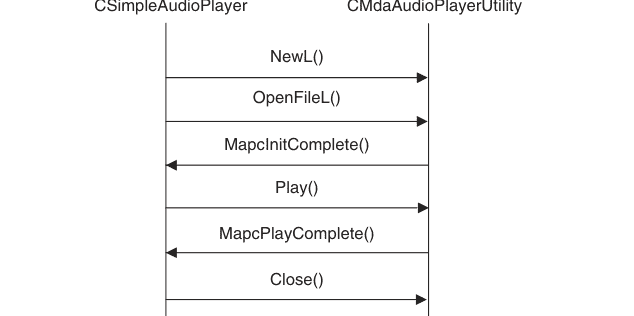 CSimpleAudioPlayer CMdaAudioPlayerUtility
NewL()
OpenFileL()
MapcInitComplete()
Play()
MapcPlayComplete()
Close()